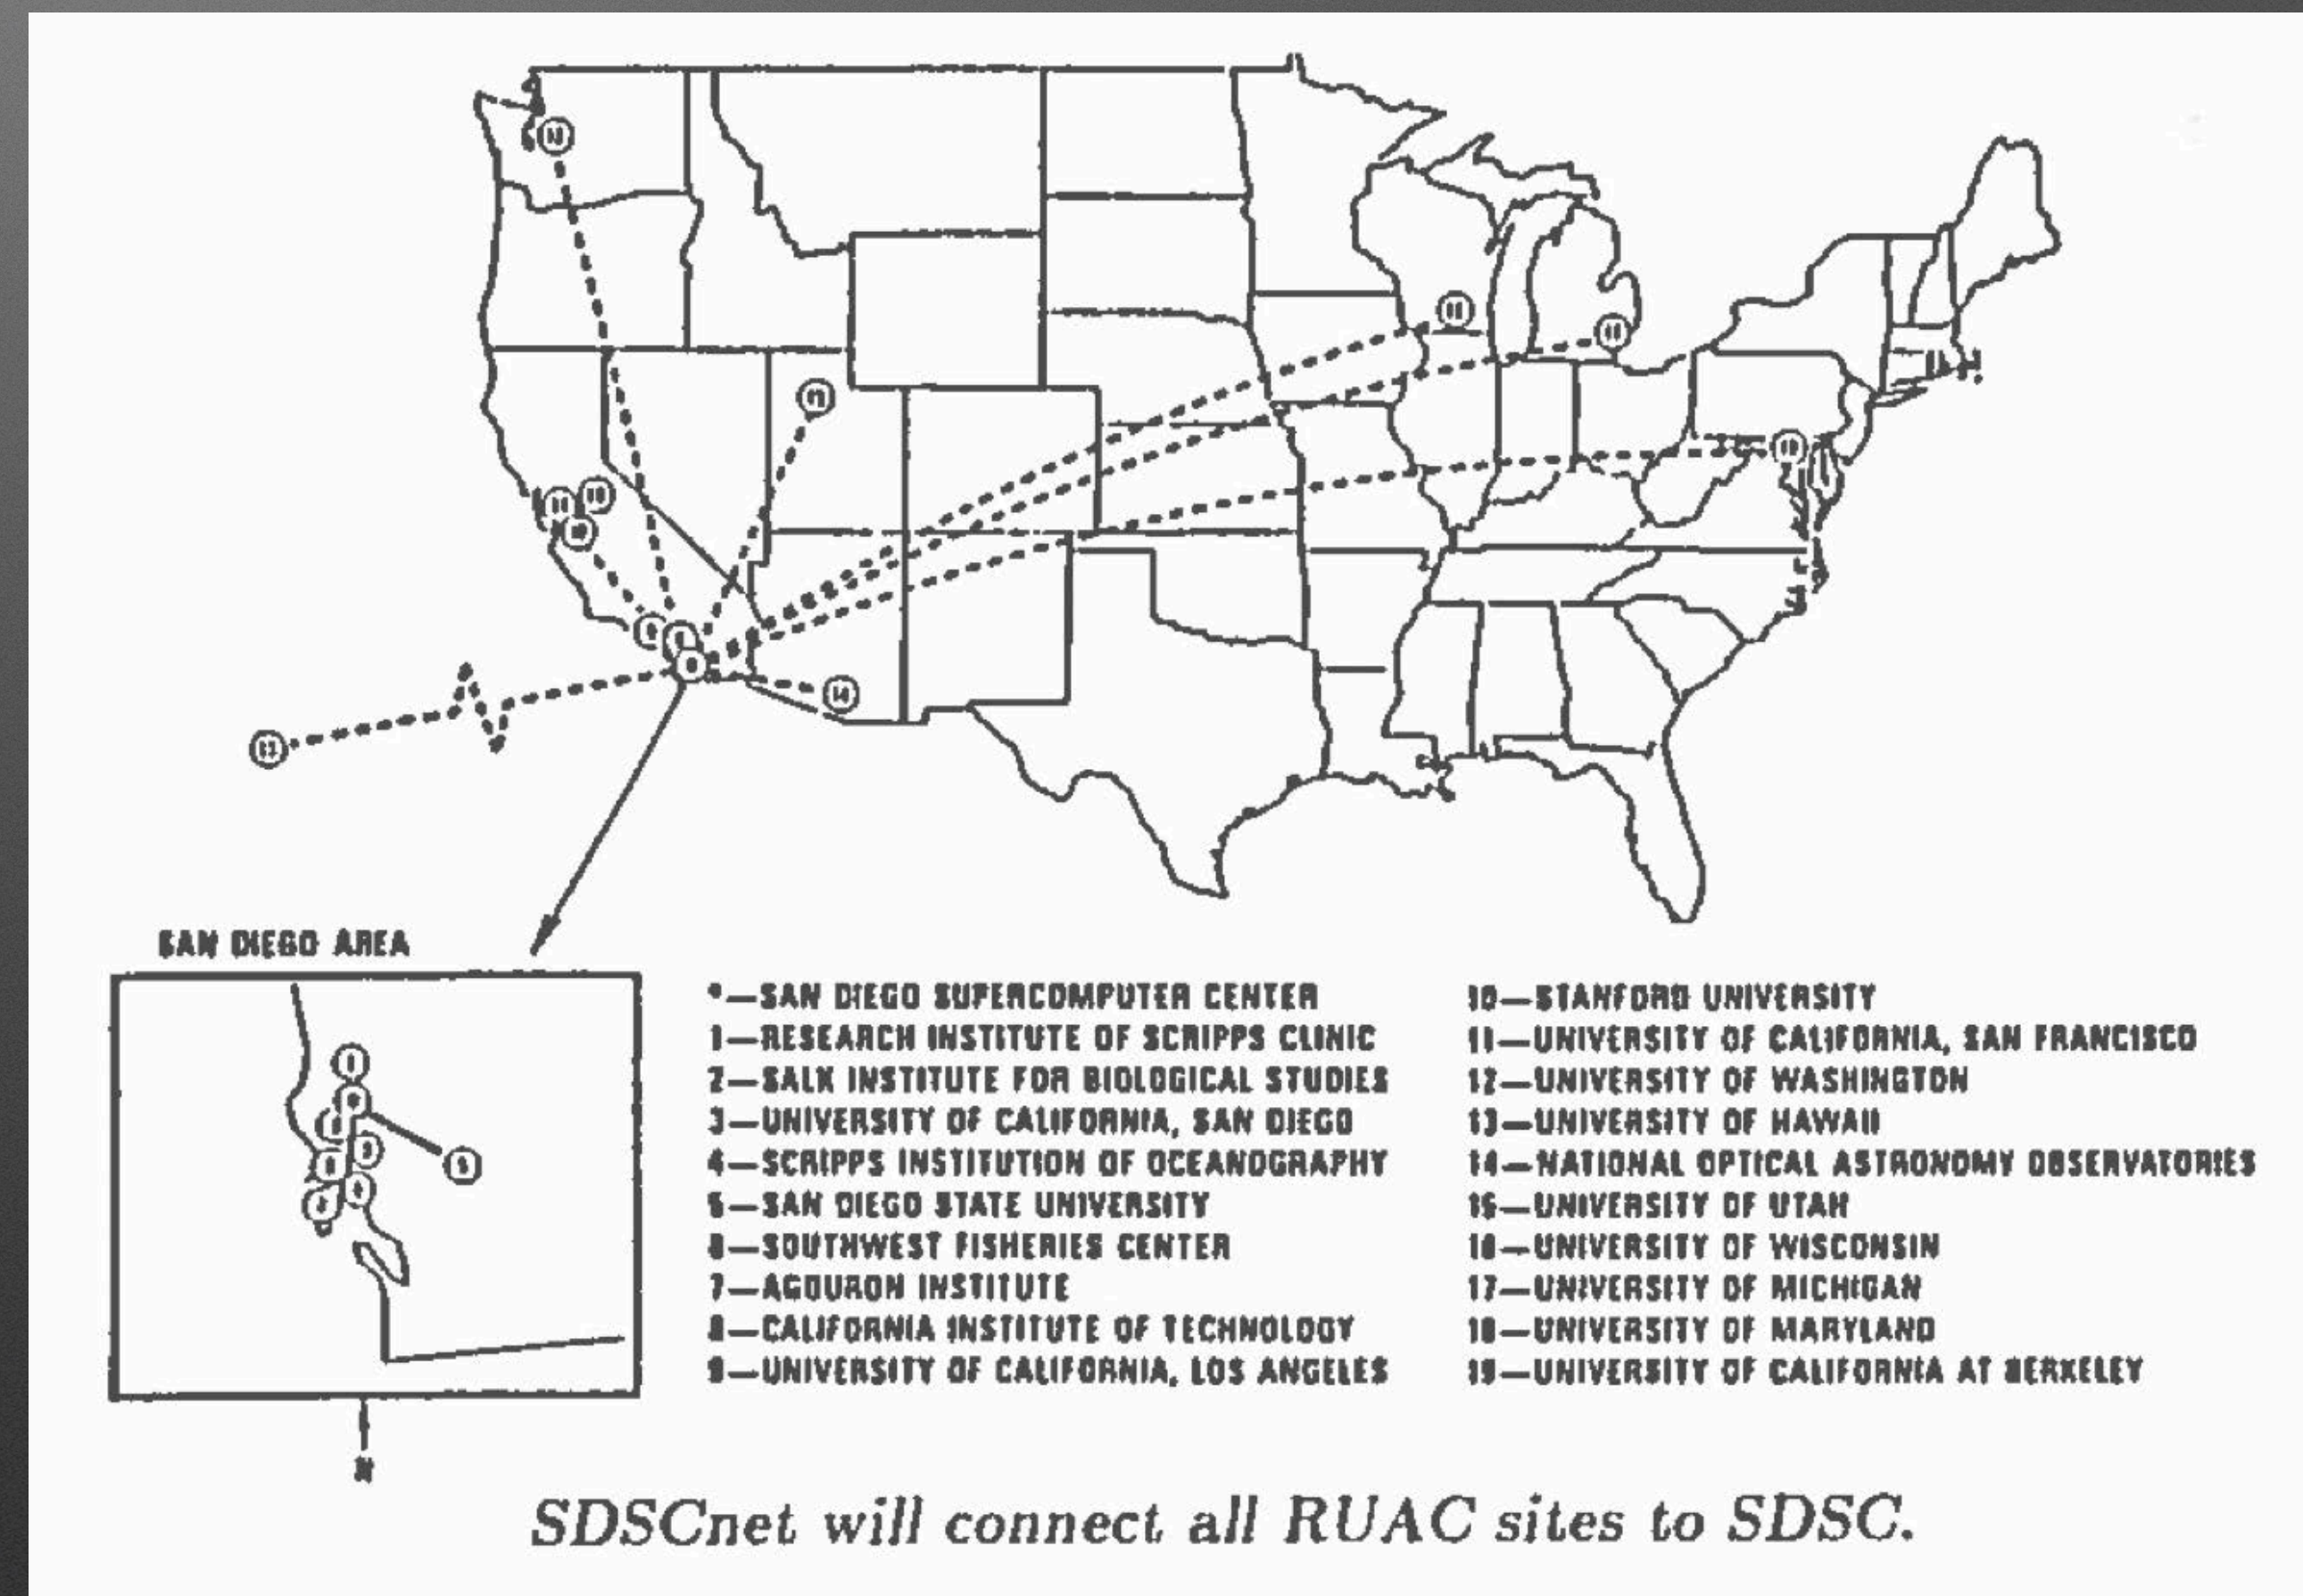 SAN DIEGO AREA
*—SAN DIEGO SUPERCOMPUTER CENTER
1—RESEARCH INSTITUTE OF SCRIPPS CLINIC
2—SALK INSTITUTE FOR BIOLOGICAL STUDIES
3—UNIVERSITY OF CALIFORNIA, SAN DIEGO
4—SCRIPPS INSTITUTION OF OCEANOGRAPHY
5—SAN DIEGO STATE UNIVERSITY
6—SOUTHWEST FISHERIES CENTER
7—AGOURON INSTITUTE
8—CALIFORNIA INSTITUTE OF TECHNOLOGY
9—UNIVERSITY OF CALIFORNIA, LOS ANGELES
10—STANFORD UNIVERSITY
11—UNIVERSITY OF CALIFORNIA, SAN FRANCISCO
12—UNIVERSITY OF WASHINGTON
13—UNIVERSITY OF HAWAII
14—NATIONAL OPTICAL ASTRONOMY OBSERVATORIES
15—UNIVERSITY OF UTAH
16—UNIVERSITY OF WISCONSIN
17—UNIVERSITY OF MICHIGAN
18—UNIVERSITY OF MARYLAND
19—UNIVERSITY OF CALIFORNIA AT BERKELEY
N
SDSCnet will connect all RUAC sites to SDSC.